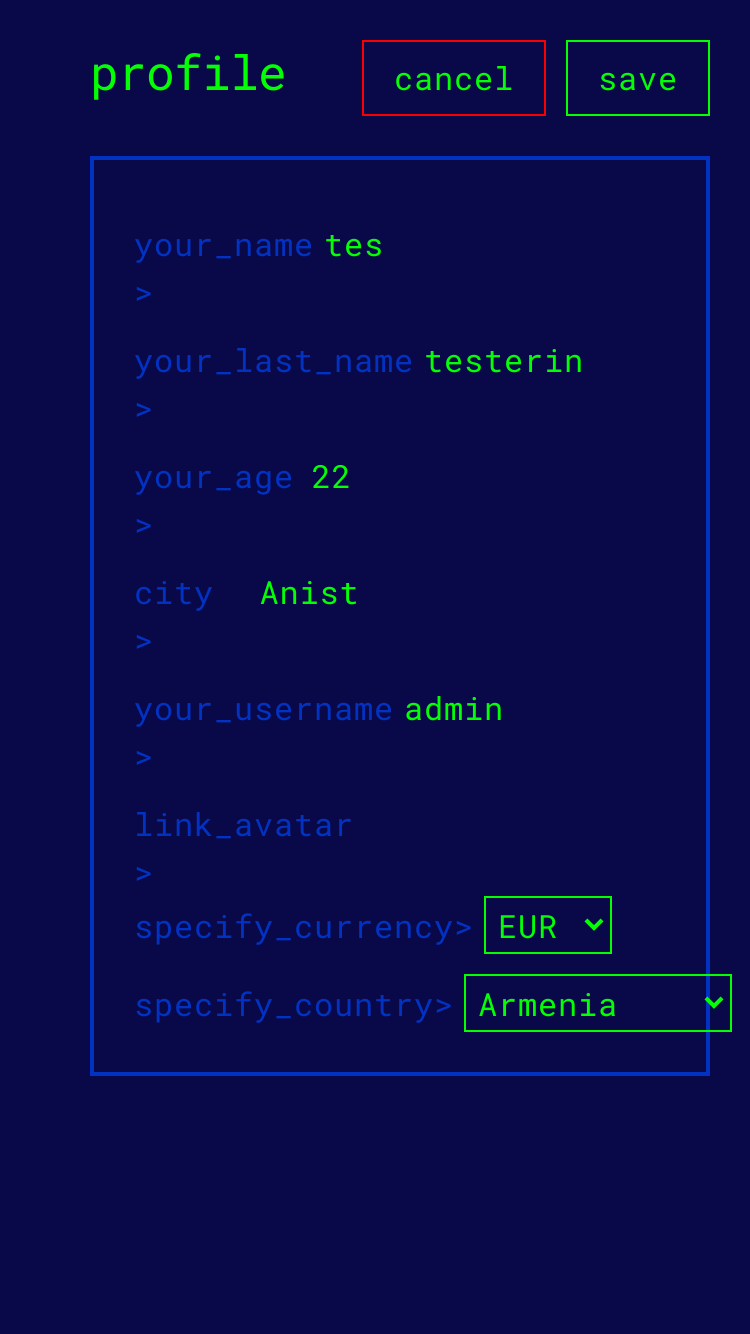 profile cancel save
your_name tes
>
your_last_name testerin
>
your_age 22
>
city Anist
>
your_username admin
>
link_avatar
>
specify_currency> EUR
specify_country> Armenia